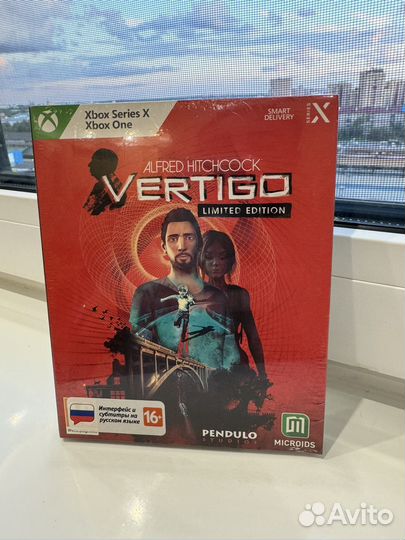 Xbox Series X
Xbox One
SMART
DELIVERY
SERIES X
ALFRED HITCHCOCK
VERTIGO
LIMITED EDITION
Интерфейс и
субтитры на
русском языке
16+
PENDULO
STUDIOS
MICROIDS
Avito